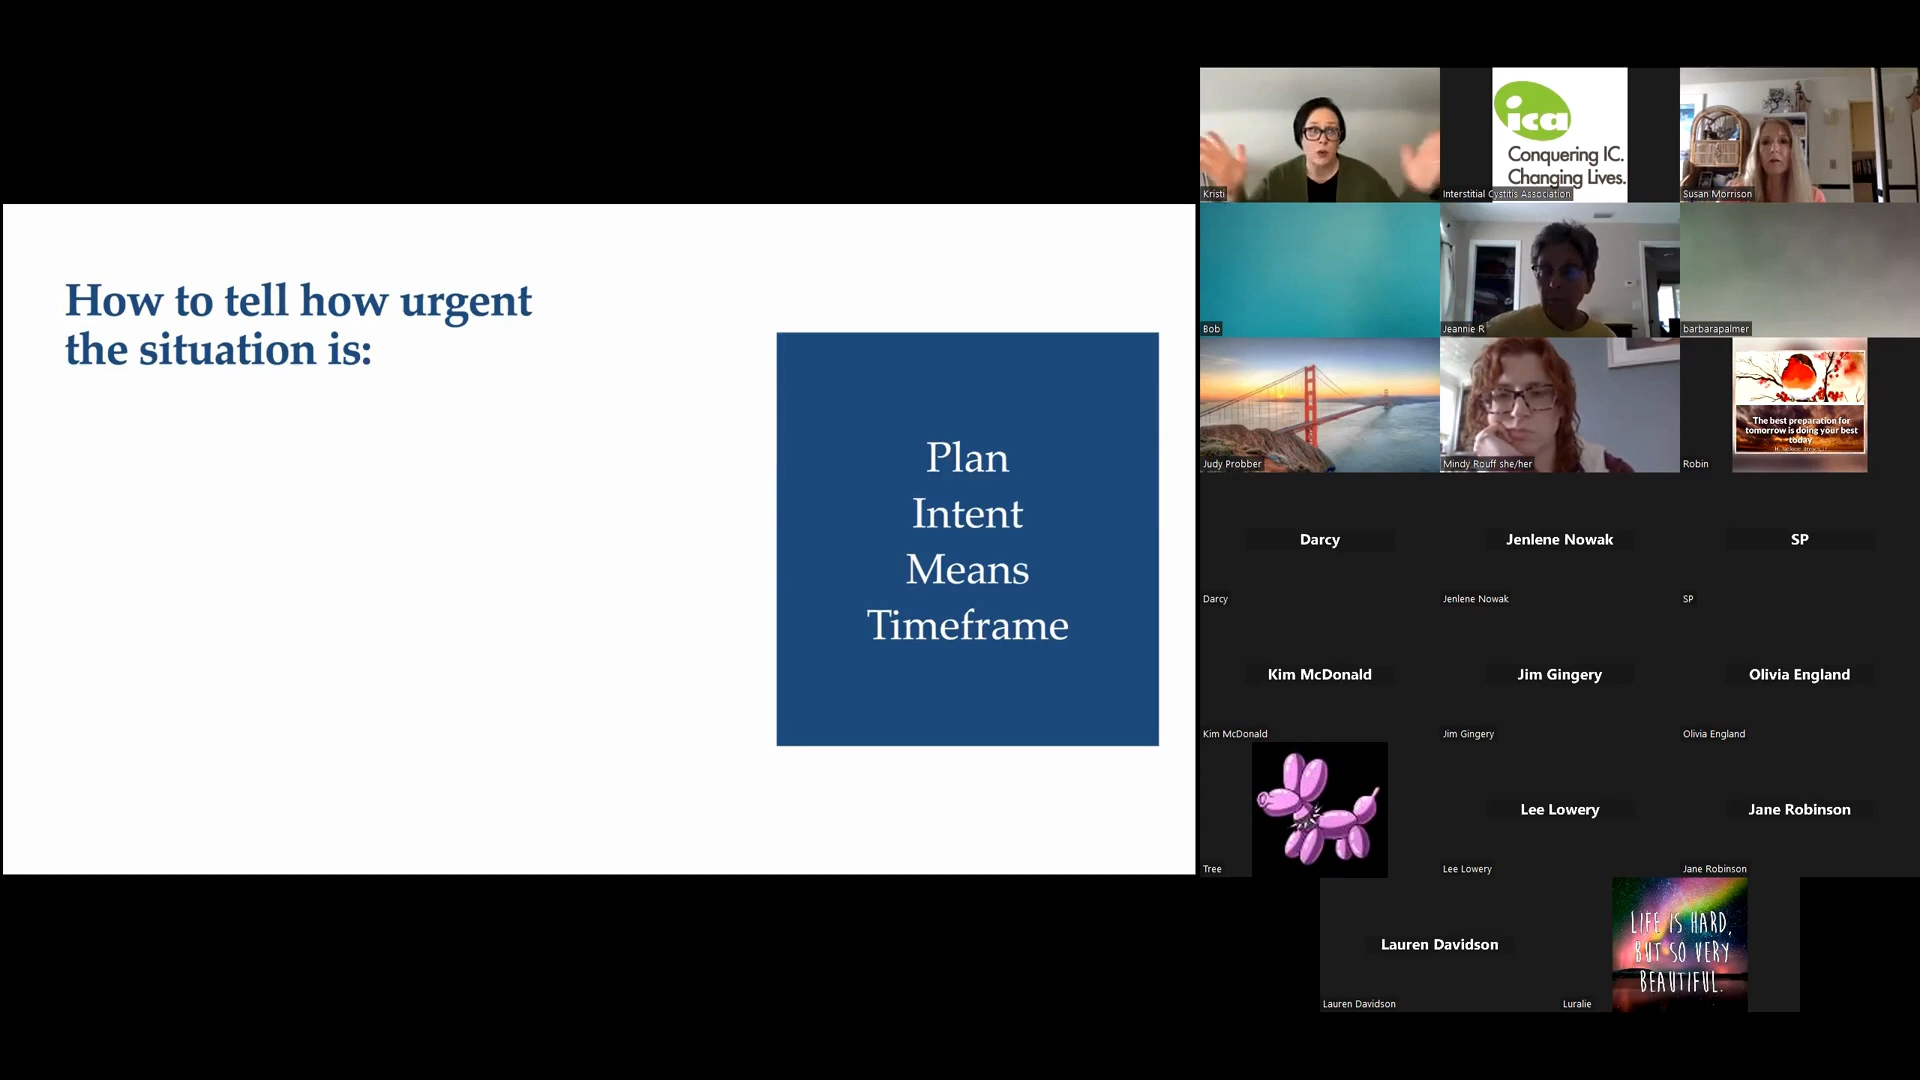 How to tell how urgent
the situation is:
Plan
Intent
Means
Timeframe
Kristi
ica
Conquering IC.
Changing Lives.
Interstitial Cystitis Association
Susan Morrison
Bob
Jeannie R
barbarapalmer
Judy Probber
Mindy Rouff she/her
The best preparation for
tomorrow is doing your best
today
Robin
Darcy
Darcy
Jenlene Nowak
Jenlene Nowak
SP
SP
Kim McDonald
Kim McDonald
Jim Gingery
Jim Gingery
Olivia England
Olivia England
Tree
Lee Lowery
Lee Lowery
Jane Robinson
Jane Robinson
Lauren Davidson
Lauren Davidson
LIFE IS HARD,
BUT SO VERY
BEAUTIFUL.
Luralie